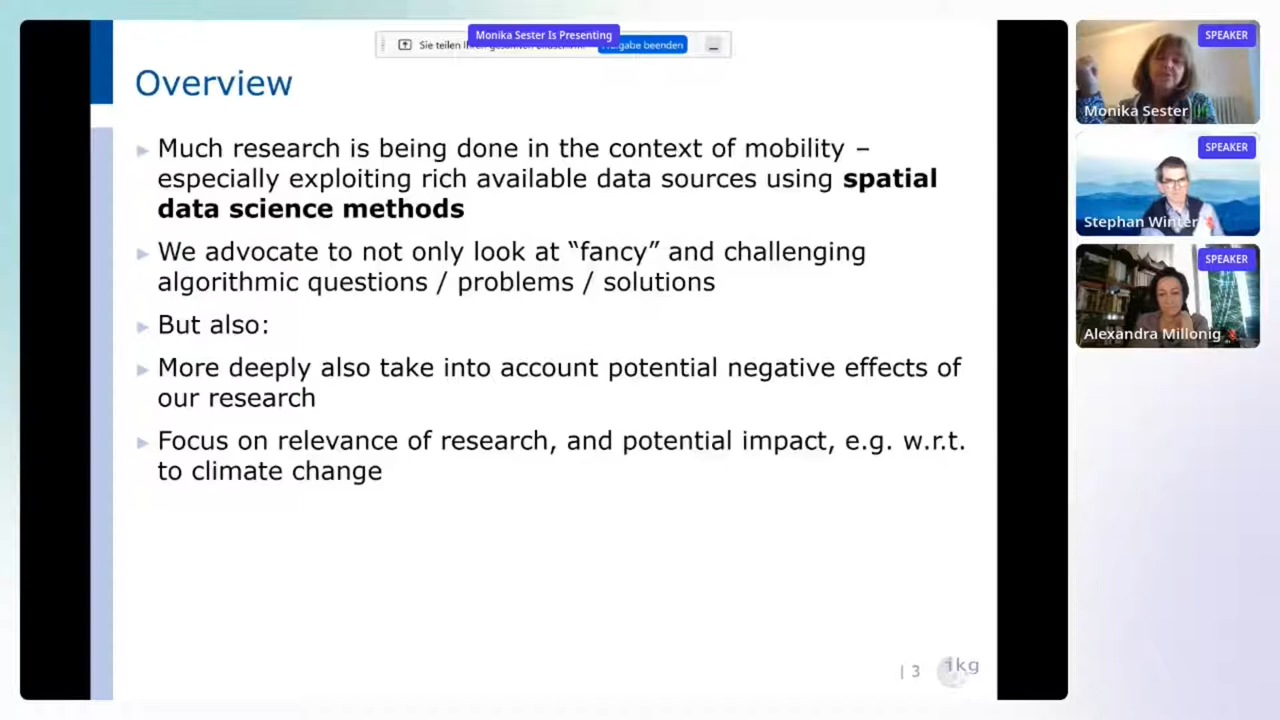 Monika Sester Is Presenting
Sie teilen
gabe beenden
Overview
Much research is being done in the context of mobility –
especially exploiting rich available data sources using spatial
data science methods
We advocate to not only look at “fancy” and challenging
algorithmic questions / problems / solutions
But also:
More deeply also take into account potential negative effects of
our research
Focus on relevance of research, and potential impact, e.g. w.r.t.
to climate change
| 3
ikg
SPEAKER
Monika Sester
SPEAKER
Stephan Winter
SPEAKER
Alexandra Millonig